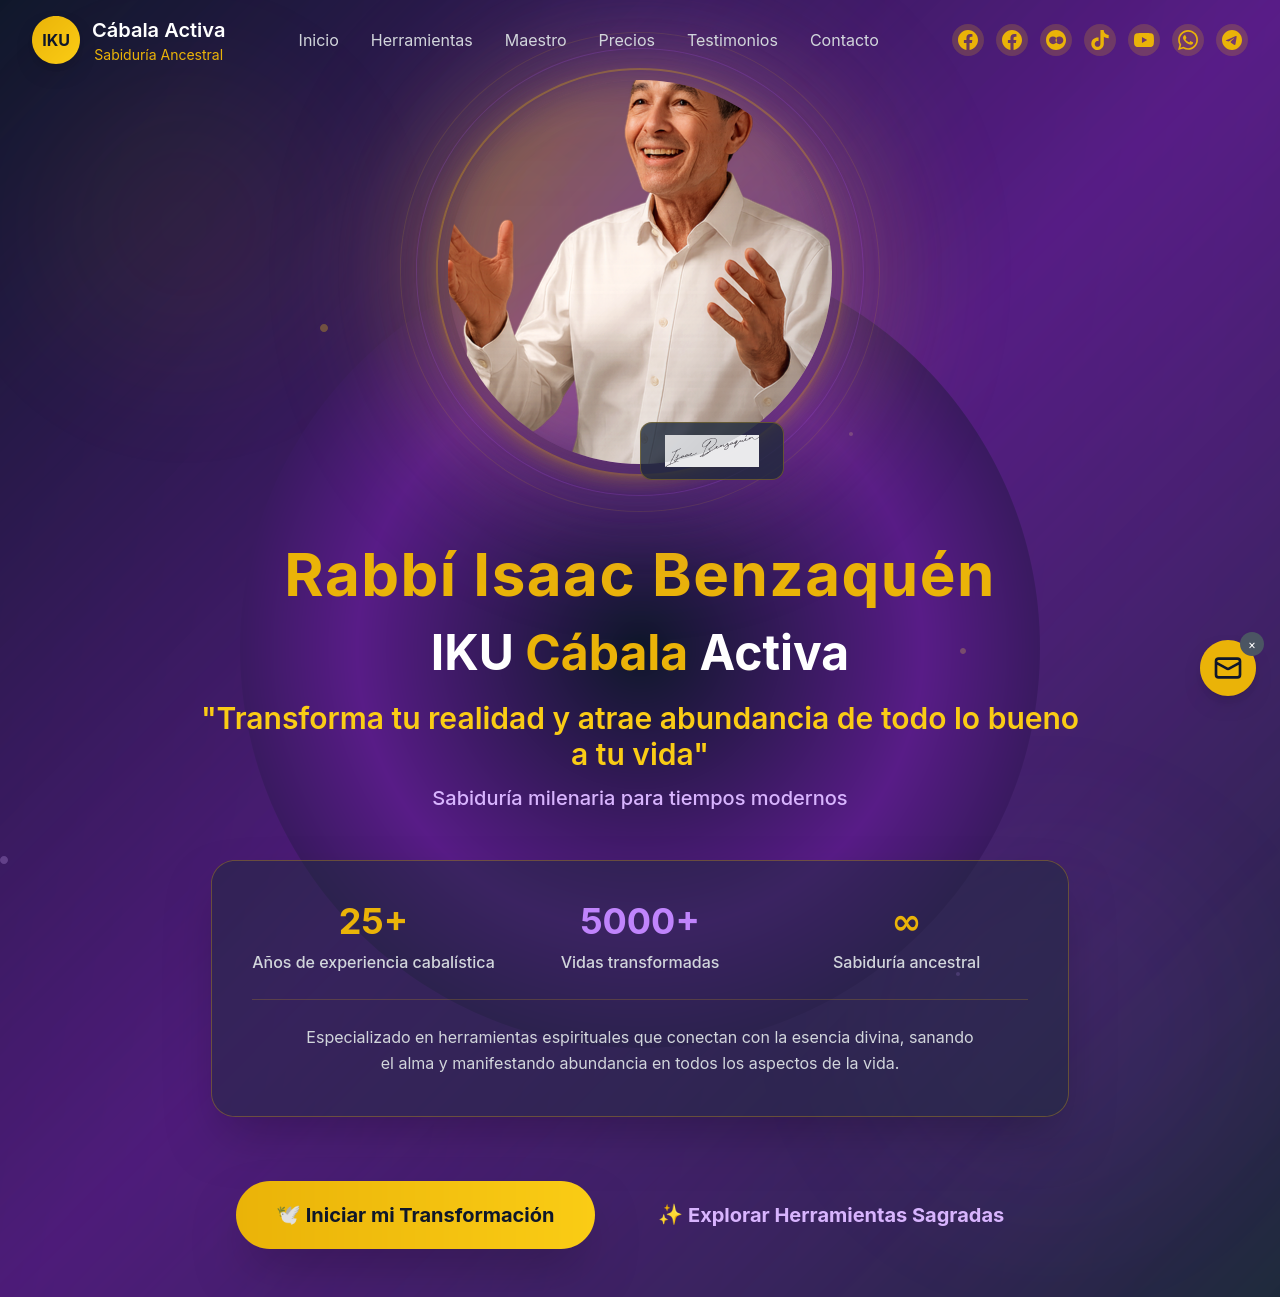 IKU
Cábala Activa
Sabiduría Ancestral
Inicio
Herramientas
Maestro
Precios
Testimonios
Contacto
Isaac Benzaquén
Rabbí Isaac Benzaquén
IKU Cábala Activa
"Transforma tu realidad y atrae abundancia de todo lo bueno
a tu vida"
Sabiduría milenaria para tiempos modernos
×
25+
Años de experiencia cabalística
5000+
Vidas transformadas
∞
Sabiduría ancestral
Especializado en herramientas espirituales que conectan con la esencia divina, sanando
el alma y manifestando abundancia en todos los aspectos de la vida.
🕊️ Iniciar mi Transformación
✨ Explorar Herramientas Sagradas